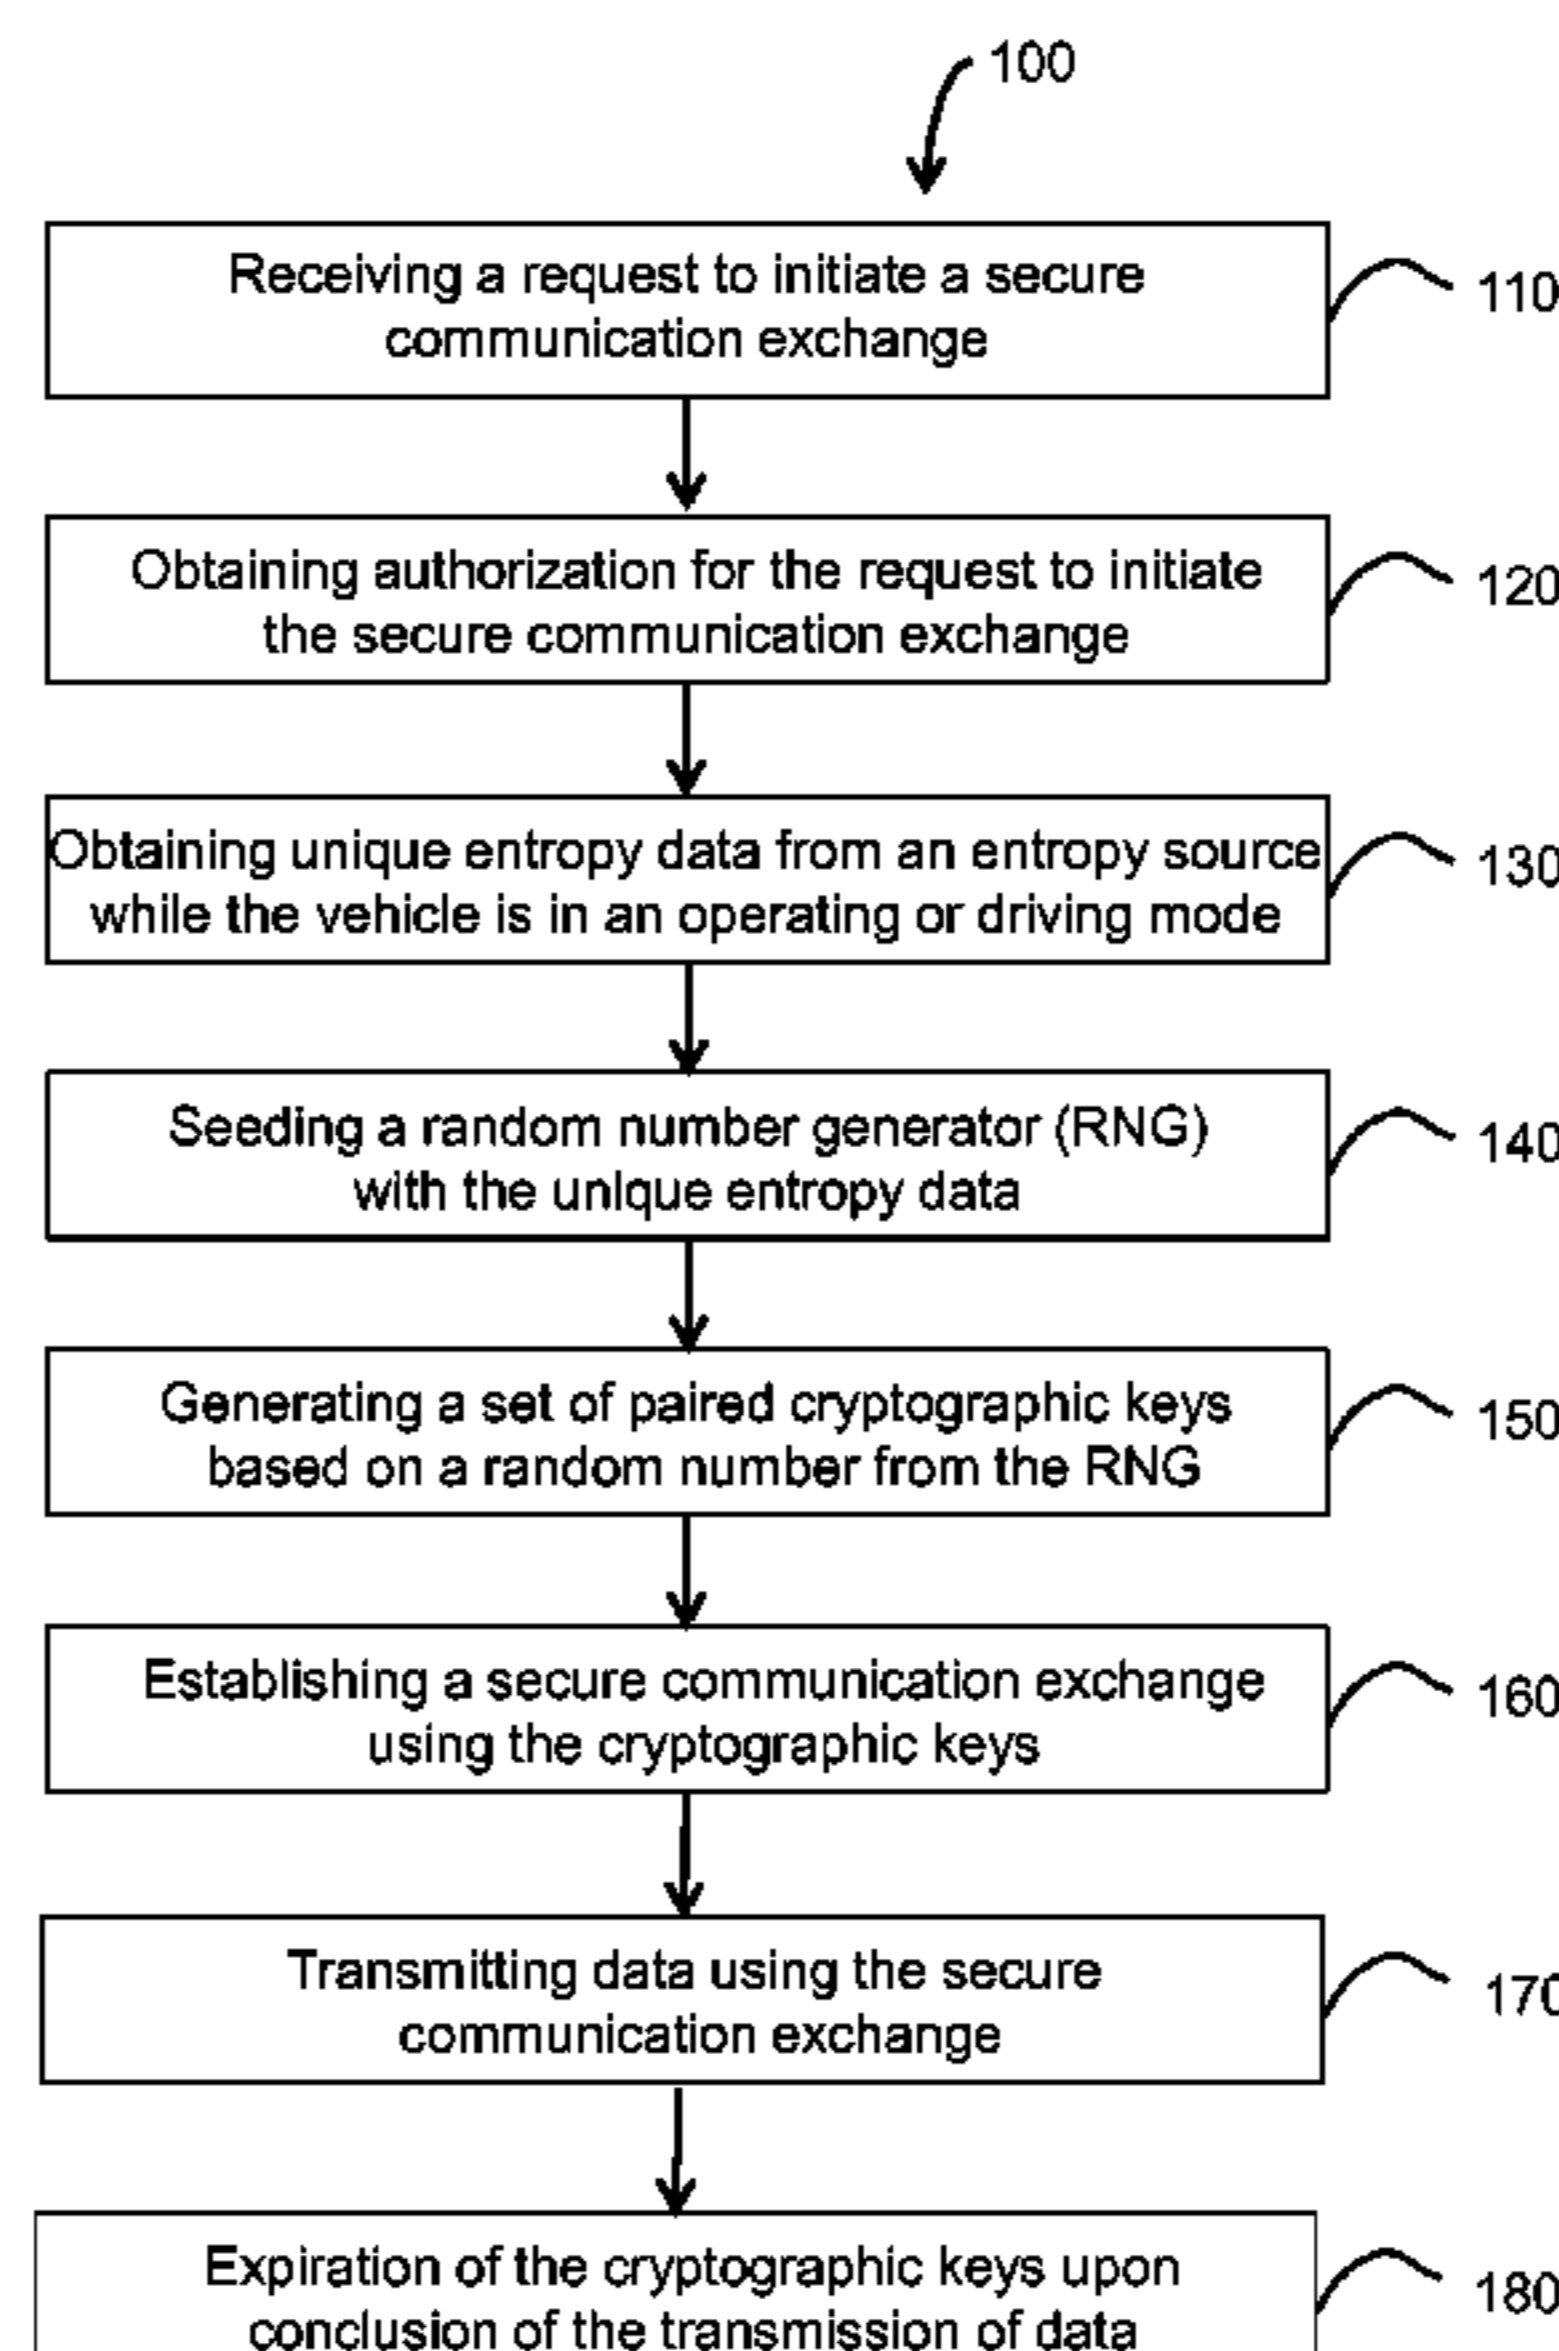 100
Receiving a request to initiate a secure
communication exchange
110
Obtaining authorization for the request to initiate
the secure communication exchange
120
Obtaining unique entropy data from an entropy source
while the vehicle is in an operating or driving mode
130
Seeding a random number generator (RNG)
with the unique entropy data
140
Generating a set of paired cryptographic keys
based on a random number from the RNG
150
Establishing a secure communication exchange
using the cryptographic keys
160
Transmitting data using the secure
communication exchange
170
Expiration of the cryptographic keys upon
conclusion of the transmission of data
180